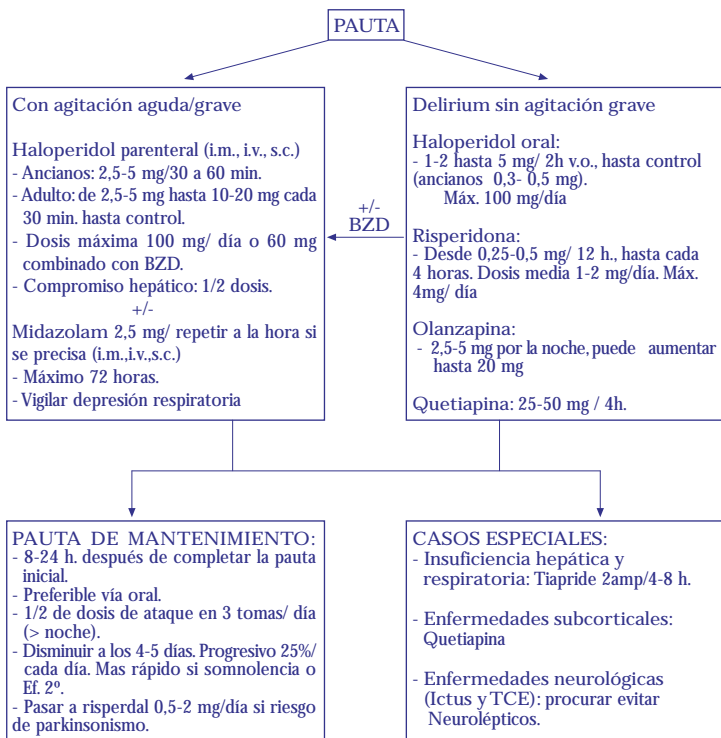 PAUTA
Con agitación aguda/grave
Haloperidol parenteral (i.m., i.v., s.c.)
- Ancianos: 2,5-5 mg/30 a 60 min.
- Adulto: de 2,5-5 mg hasta 10-20 mg cada
30 min. hasta control.
- Dosis máxima 100 mg/ día o 60 mg
combinado con BZD.
- Compromiso hepático: 1/2 dosis.
+/-
Midazolam 2,5 mg/ repetir a la hora si
se precisa (i.m.,i.v.,s.c.)
- Máximo 72 horas.
- Vigilar depresión respiratoria
+/-
BZD
Delirium sin agitación grave
Haloperidol oral:
- 1-2 hasta 5 mg/ 2h v.o., hasta control
(ancianos 0,3- 0,5 mg).
Máx. 100 mg/día
Risperidona:
- Desde 0,25-0,5 mg/ 12 h., hasta cada
4 horas. Dosis media 1-2 mg/día. Máx.
4mg/ día
Olanzapina:
- 2,5-5 mg por la noche, puede aumentar
hasta 20 mg
Quetiapina: 25-50 mg / 4h.
PAUTA DE MANTENIMIENTO:
- 8-24 h. después de completar la pauta
inicial.
- Preferible vía oral.
- 1/2 de dosis de ataque en 3 tomas/ día
(> noche).
- Disminuir a los 4-5 días. Progresivo 25%/
cada día. Mas rápido si somnolencia o
Ef. 2º.
- Pasar a risperdal 0,5-2 mg/día si riesgo
de parkinsonismo.
CASOS ESPECIALES:
- Insuficiencia hepática y
respiratoria: Tiapride 2amp/4-8 h.
- Enfermedades subcorticales:
Quetiapina
- Enfermedades neurológicas
(Ictus y TCE): procurar evitar
Neurolépticos.